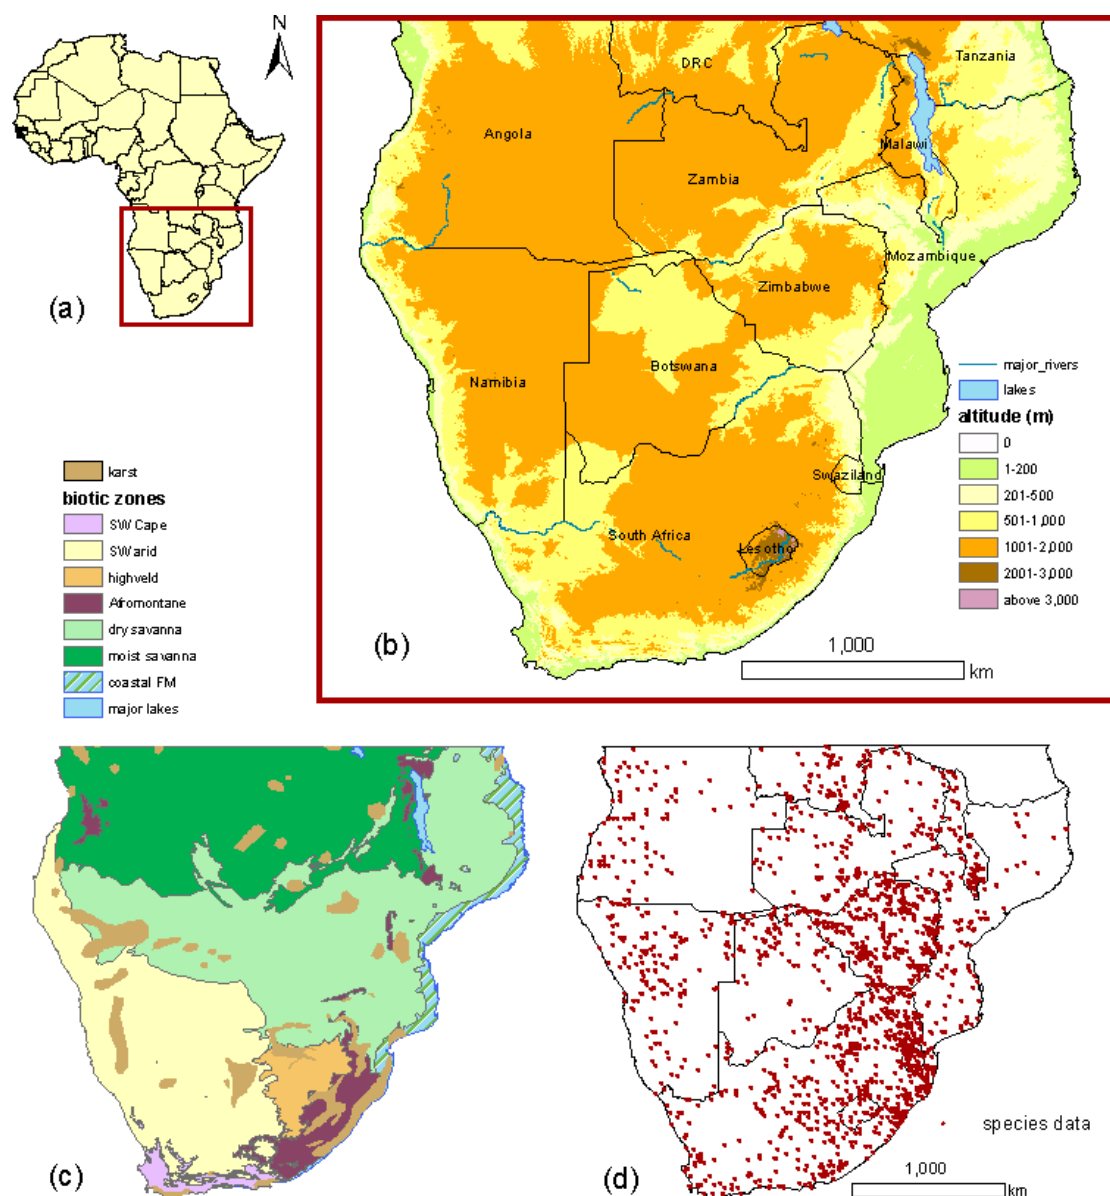 N
(a)
DRC
Tanzania
Angola
Malawi
Zambia
Mozambique
Zimbabwe
Botswana
Namibia
Swaziland
South Africa
Lesotho
major_rivers
lakes
altitude (m)
0
1-200
201-500
501-1,000
1001-2,000
2001-3,000
above 3,000
(b)
1,000
km
karst
biotic zones
SW Cape
SW arid
highveld
Afromontane
dry savanna
moist savanna
coastal FM
major lakes
(c)
(d)
species data
1,000
km